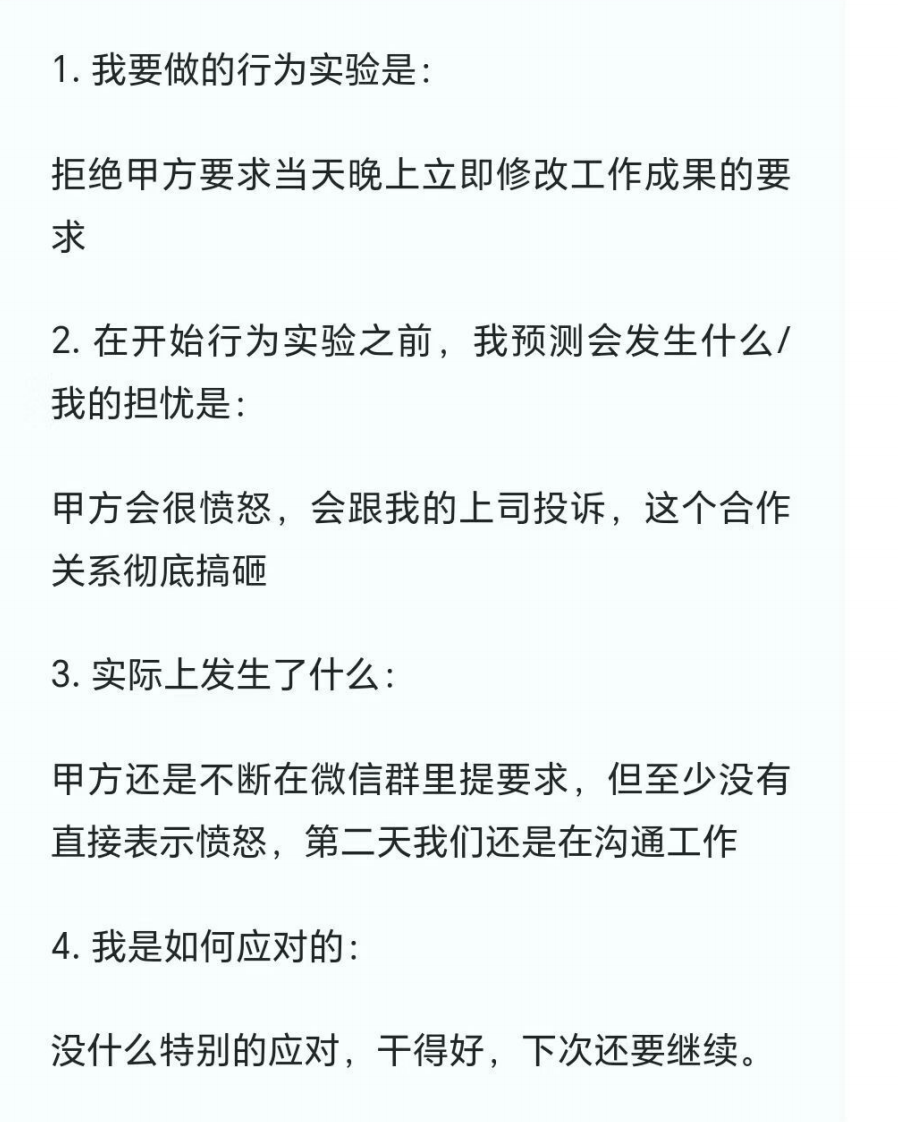 1. 我要做的行为实验是：
拒绝甲方要求当天晚上立即修改工作成果的要
求
2. 在开始行为实验之前，我预测会发生什么/
我的担忧是：
甲方会很愤怒，会跟我的上司投诉，这个合作
关系彻底搞砸
3. 实际上发生了什么：
甲方还是不断在微信群里提要求，但至少没有
直接表示愤怒，第二天我们还是在沟通工作
4. 我是如何应对的：
没什么特别的应对，干得好，下次还要继续。